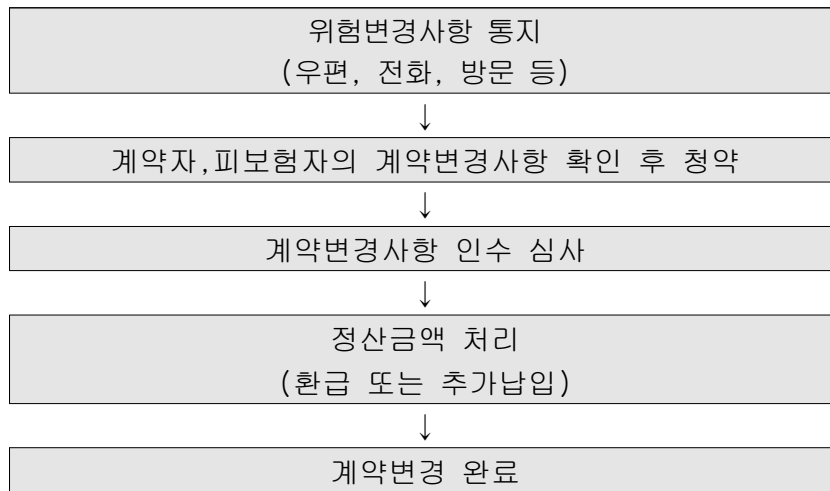 위험변경사항 통지
(우편, 전화, 방문 등)
↓
계약자,피보험자의 계약변경사항 확인 후 청약
↓
계약변경사항 인수 심사
↓
정산금액 처리
(환급 또는 추가납입)
↓
계약변경 완료